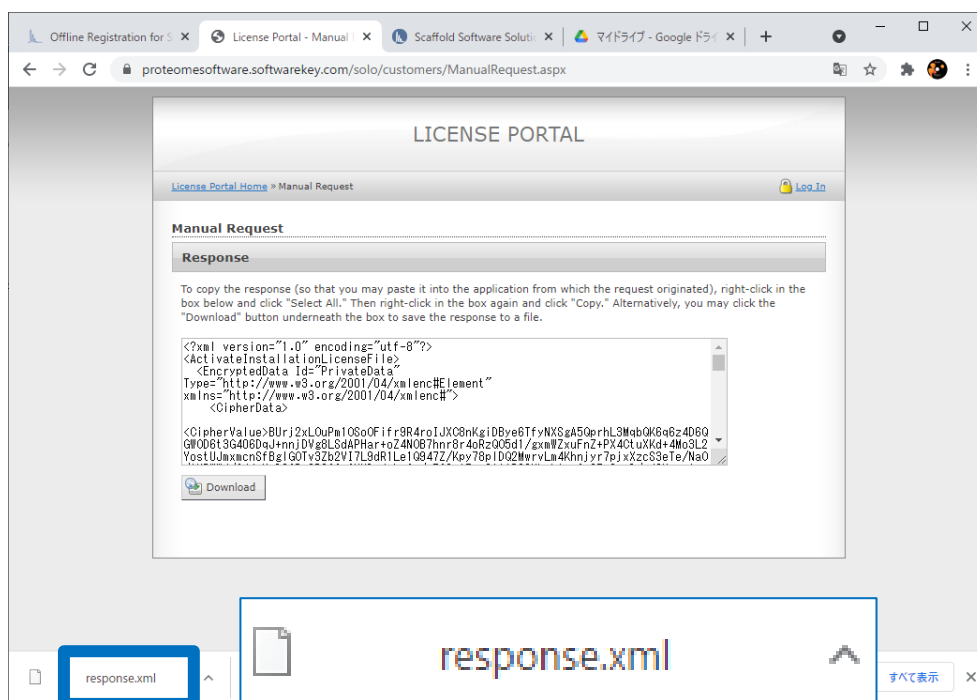 Offline Registration for S
License Portal - Manual
Scaffold Software Solutio
マイドライブ - Google ドライ
proteomesoftware.softwarekey.com/solo/customers/ManualRequest.aspx
LICENSE PORTAL
License Portal Home » Manual Request
Log In
Manual Request
Response
To copy the response (so that you may paste it into the application from which the request originated), right-click in the
box below and click "Select All." Then right-click in the box again and click "Copy." Alternatively, you may click the
"Download" button underneath the box to save the response to a file.
<?xml version="1.0" encoding="utf-8"?>
<ActivateInstallationLicenseFile>
<EncryptedData Id="PrivateData"
Type="http://www.w3.org/2001/04/xmlenc#Element"
xmlns="http://www.w3.org/2001/04/xmlenc#">
<CipherData>
Download
response.xml
response.xml
すべて表示